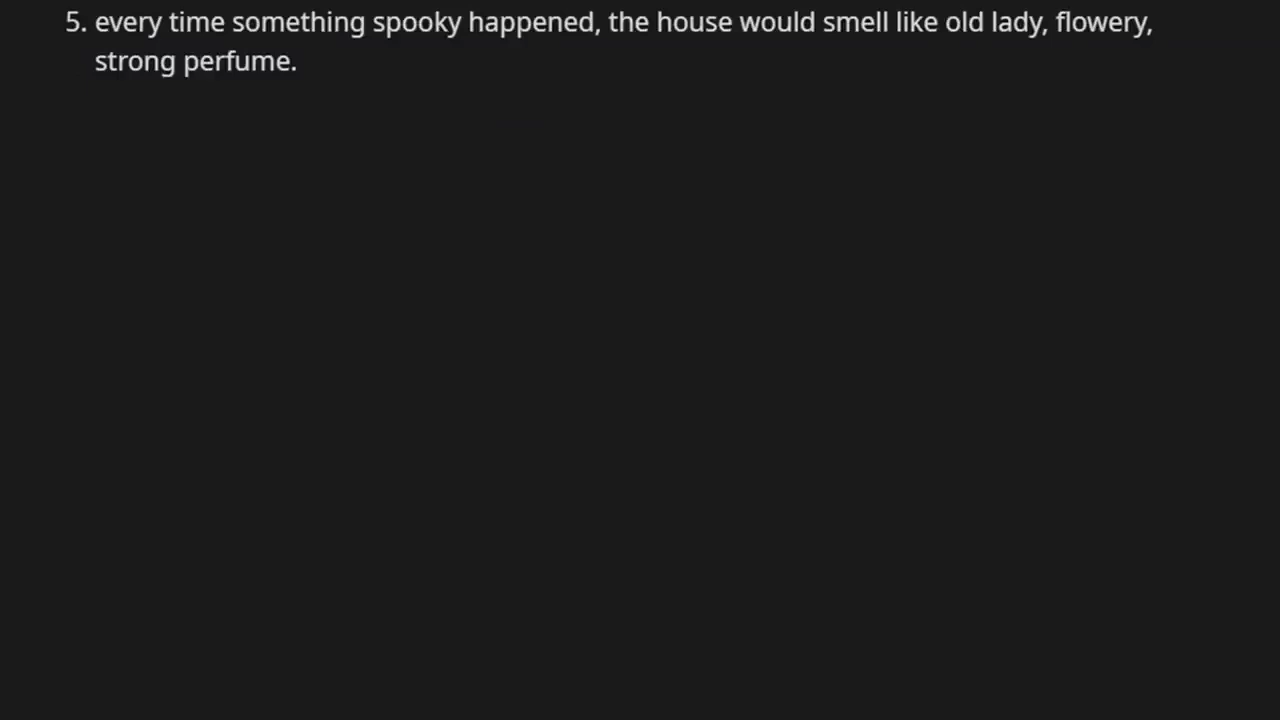 5. every time something spooky happened, the house would smell like old lady, flowery,
strong perfume.